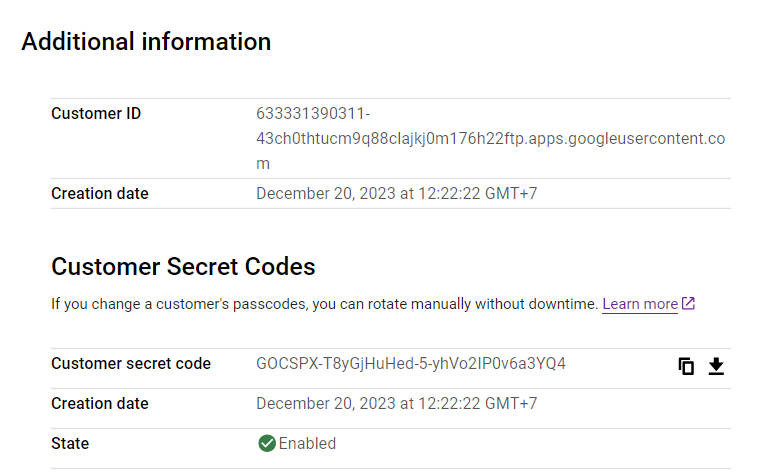 Additional information
Customer ID
633331390311-
43ch0thtucm9q88clajkj0m176h22ftp.apps.googleusercontent.co
m
Creation date
December 20, 2023 at 12:22:22 GMT+7
Customer Secret Codes
If you change a customer's passcodes, you can rotate manually without downtime. Learn more
Customer secret code
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
Creation date
December 20, 2023 at 12:22:22 GMT+7
State
Enabled